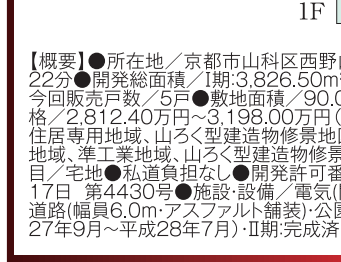 1F
【概要】●所在地／京都市山科区西野
22分●開発総面積／Ⅰ期:3,826.50m
今回販売戸数／5戸●敷地面積／90.0
格／2,812.40万円～3,198.00万円（
住居専用地域、山ろく型建造物修景地
地域、準工業地域、山ろく型建造物修景
目／宅地●私道負担なし●開発許可番
17日　第4430号●施設・設備／電気(
道路(幅員6.0m・アスファルト舗装)・公
27年9月～平成28年7月）・Ⅱ期:完成済